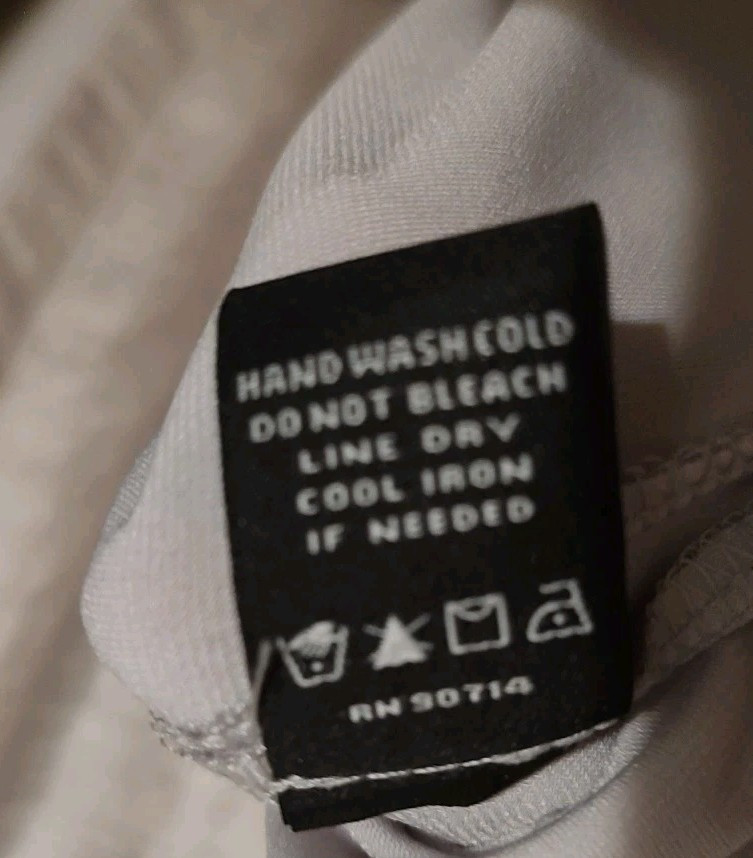 HAND WASH COLD
DO NOT BLEACH
LINE DRY
COOL IRON
IF NEEDED
RN 90714